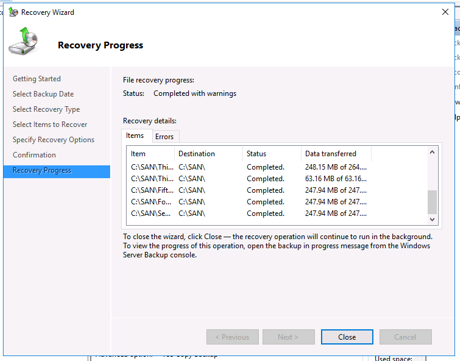 Recovery Wizard
Recovery Progress
Getting Started
Select Backup Date
Select Recovery Type
Select Items to Recover
Specify Recovery Options
Confirmation
Recovery Progress
File recovery progress:
Status: Completed with warnings
Recovery details:
Items Errors
Item Destination Status Data transferred
C:\SAN\Thi... C:\SAN\ Completed. 248.15 MB of 264....
C:\SAN\Thi... C:\SAN\ Completed. 63.16 MB of 63.16...
C:\SAN\Fift... C:\SAN\ Completed. 247.94 MB of 247....
C:\SAN\Fo... C:\SAN\ Completed. 247.94 MB of 247....
C:\SAN\Se... C:\SAN\ Completed. 247.94 MB of 247....
To close the wizard, click Close — the recovery operation will continue to run in the background.
To view the progress of this operation, open the backup in progress message from the Windows
Server Backup console.
< Previous Next > Close Cancel
Used space: